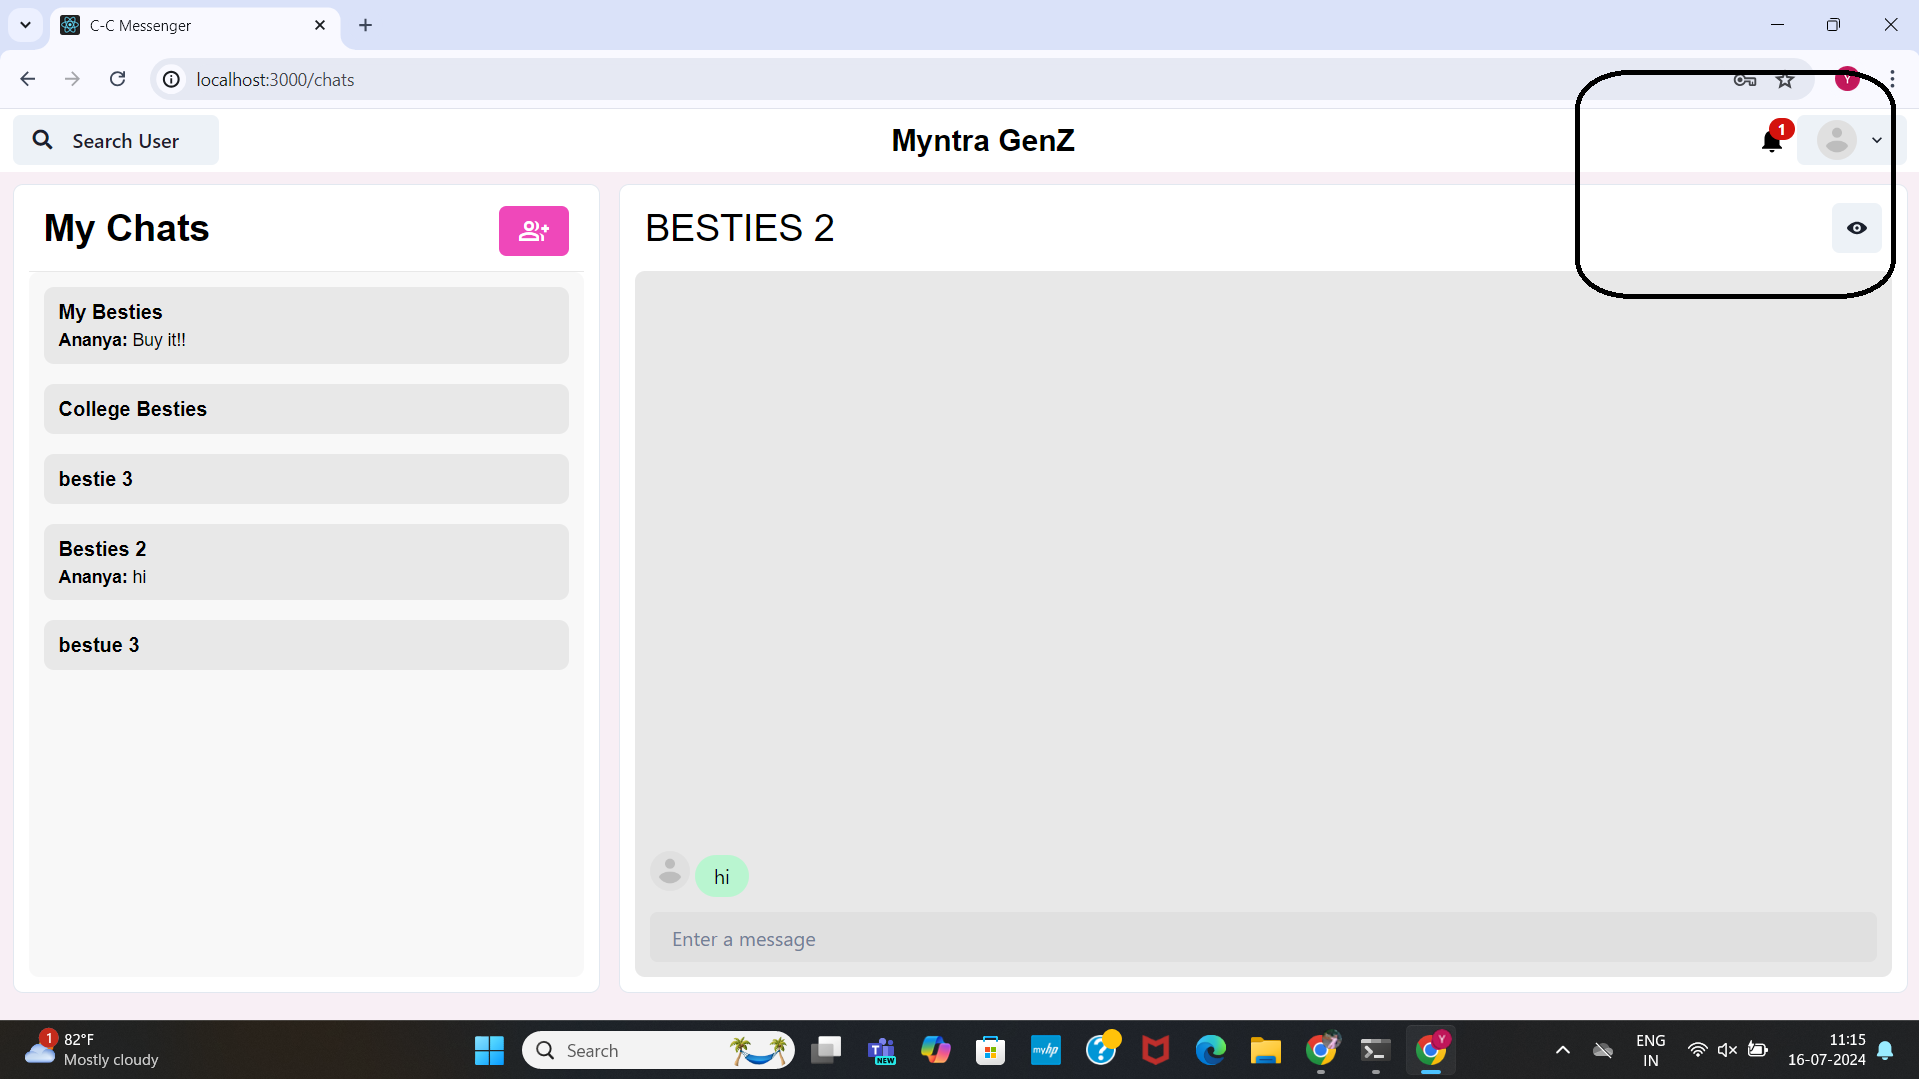 C-C Messenger
localhost:3000/chats
Y
Search User
Myntra GenZ
1
My Chats
My Besties
Ananya: Buy it!!
College Besties
bestie 3
Besties 2
Ananya: hi
bestue 3
BESTIES 2
hi
Enter a message
1
82°F
Mostly cloudy
Search
NEW
myhp
Y
ENG
IN
11:15
16-07-2024